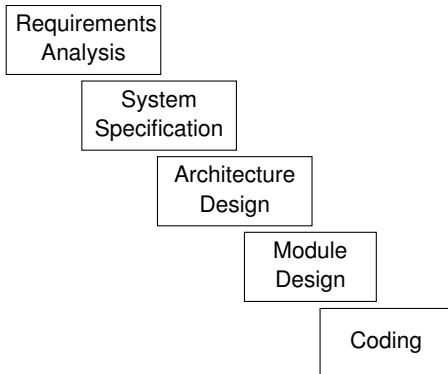 Requirements
Analysis
System
Specification
Architecture
Design
Module
Design
Coding